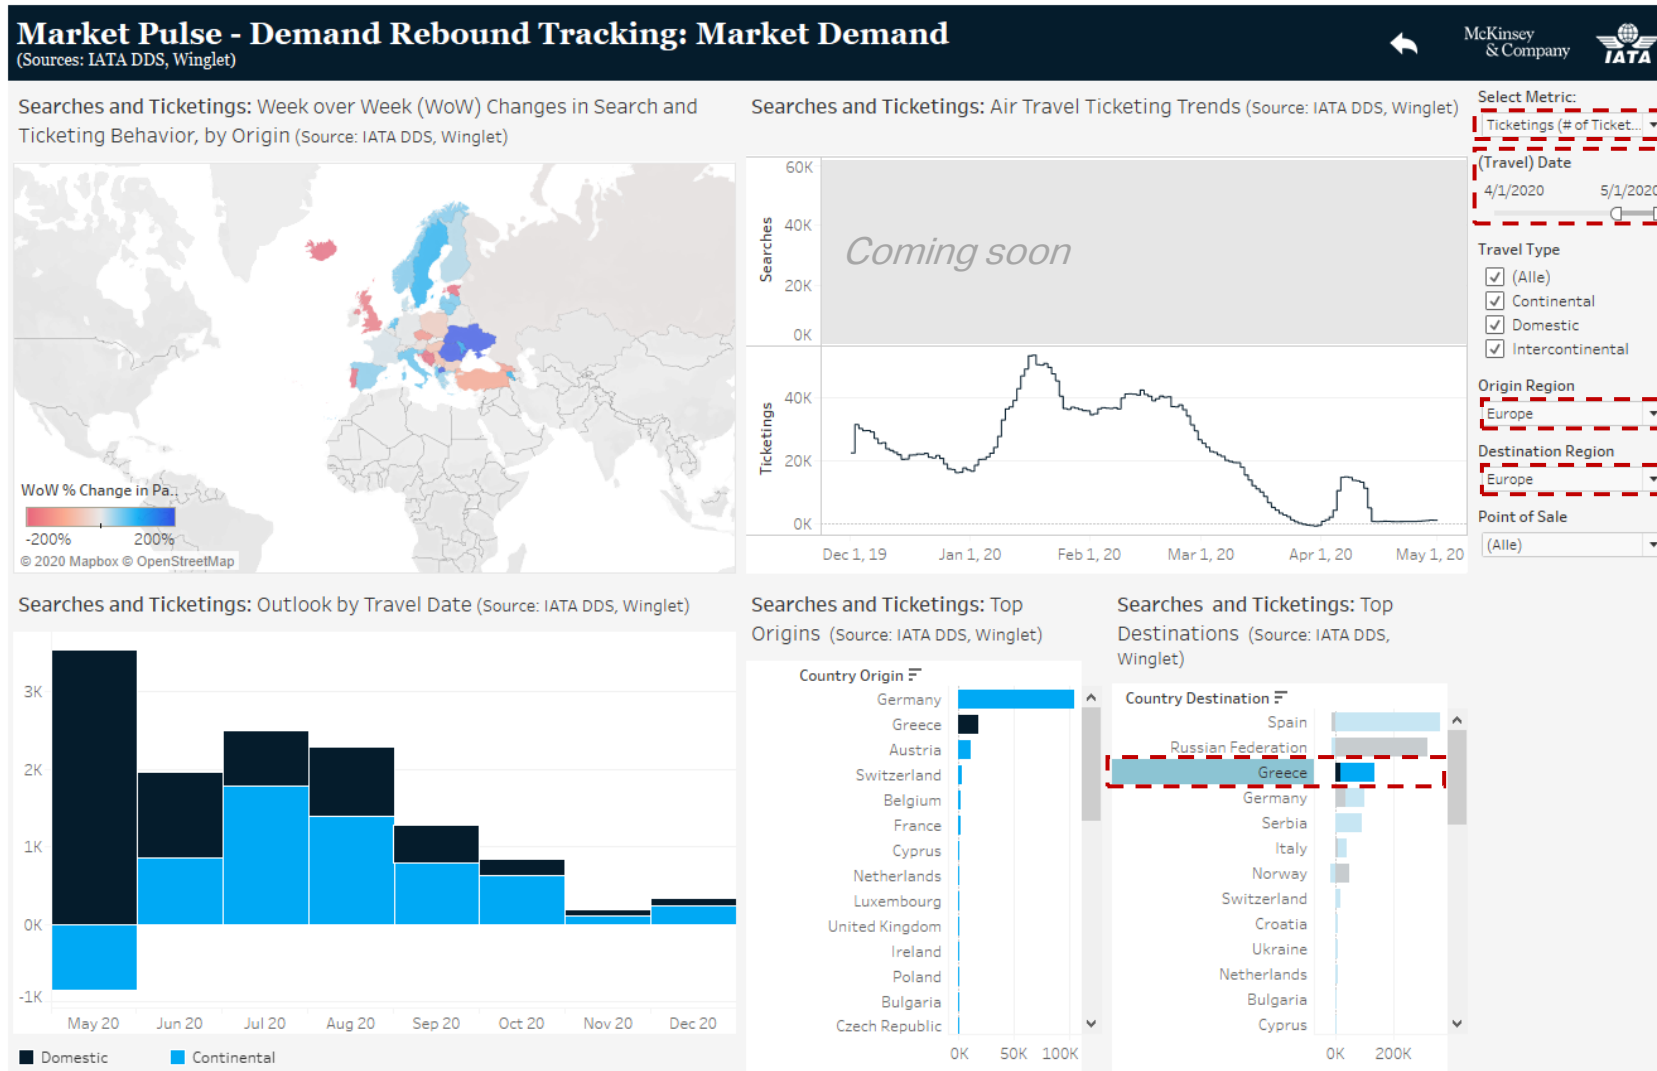 Market Pulse - Demand Rebound Tracking: Market Demand
(Sources: IATA DDS, Winglet)
McKinsey
& Company
IATA
Searches and Ticketings: Week over Week (WoW) Changes in Search and
Ticketing Behavior, by Origin (Source: IATA DDS, Winglet)
WoW % Change in Pa..
-200%
200%
© 2020 Mapbox © OpenStreetMap
Searches and Ticketings: Air Travel Ticketing Trends (Source: IATA DDS, Winglet)
60K
40K
20K
0K
Searches
Coming soon
40K
20K
0K
Ticketings
Dec 1, 19
Jan 1, 20
Feb 1, 20
Mar 1, 20
Apr 1, 20
May 1, 20
Select Metric:
Ticketings (# of Ticket...
(Travel) Date
4/1/2020
5/1/2020
Travel Type
(Alle)
Continental
Domestic
Intercontinental
Origin Region
Europe
Destination Region
Europe
Point of Sale
(Alle)
Searches and Ticketings: Outlook by Travel Date (Source: IATA DDS, Winglet)
3K
2K
1K
0K
-1K
May 20
Jun 20
Jul 20
Aug 20
Sep 20
Oct 20
Nov 20
Dec 20
Domestic
Continental
Searches and Ticketings: Top
Origins (Source: IATA DDS, Winglet)
Country Origin
Germany
Greece
Austria
Switzerland
Belgium
France
Cyprus
Netherlands
Luxembourg
United Kingdom
Ireland
Poland
Bulgaria
Czech Republic
0K
50K
100K
Searches and Ticketings: Top
Destinations (Source: IATA DDS,
Winglet)
Country Destination
Spain
Russian Federation
Greece
Germany
Serbia
Italy
Norway
Switzerland
Croatia
Ukraine
Netherlands
Bulgaria
Cyprus
0K
200K